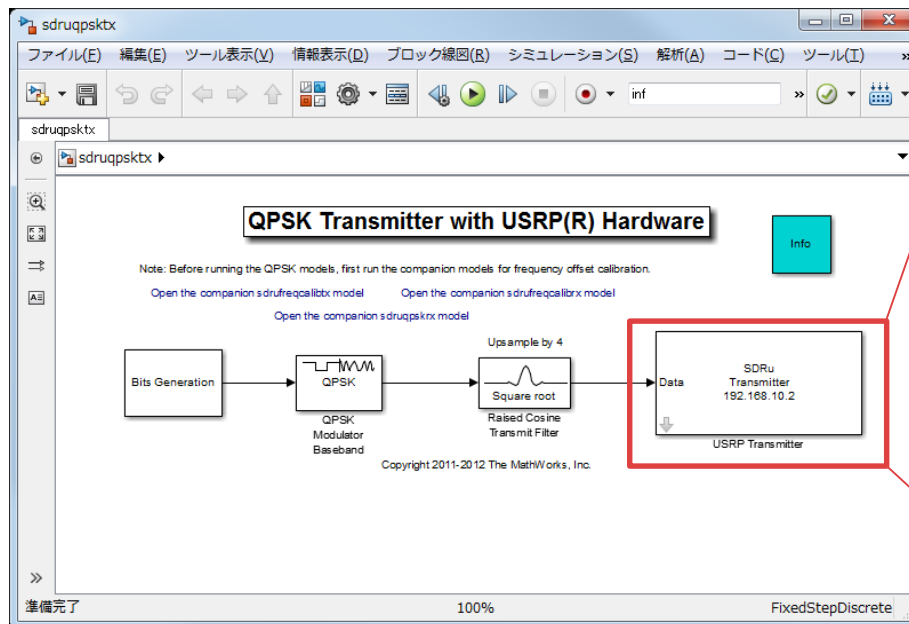 sdruqpsktx
ファイル(F) 編集(E) ツール表示(V) 情報表示(D) ブロック線図(R) シミュレーション(S) 解析(A) コード(C) ツール(T) »
inf »
sdruqpsktx
sdruqpsktx
QPSK Transmitter with USRP(R) Hardware
Info
Note: Before running the QPSK models, first run the companion models for frequency offset calibration.
Open the companion sdrufreqcalibtx model Open the companion sdrufreqcalibrx model
Open the companion sdruqpskrx model
Upsample by 4
Bits Generation
QPSK
Square root
Data
SDRu
Transmitter
192.168.10.2
QPSK
Modulator
Baseband
Raised Cosine
Transmit Filter
USRP Transmitter
Copyright 2011-2012 The MathWorks, Inc.
»
準備完了 100% FixedStepDiscrete